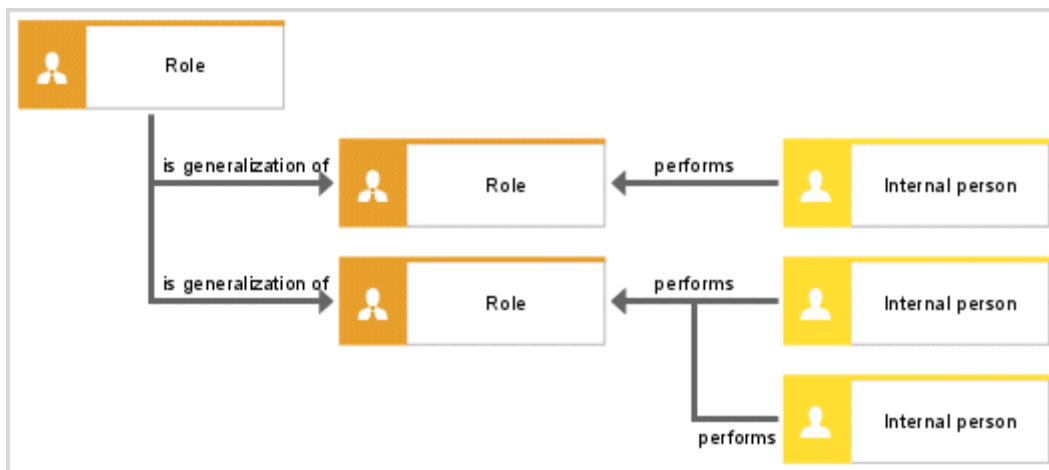 Role
is generalization of
Role
performs
Internal person
is generalization of
Role
performs
Internal person
performs
Internal person